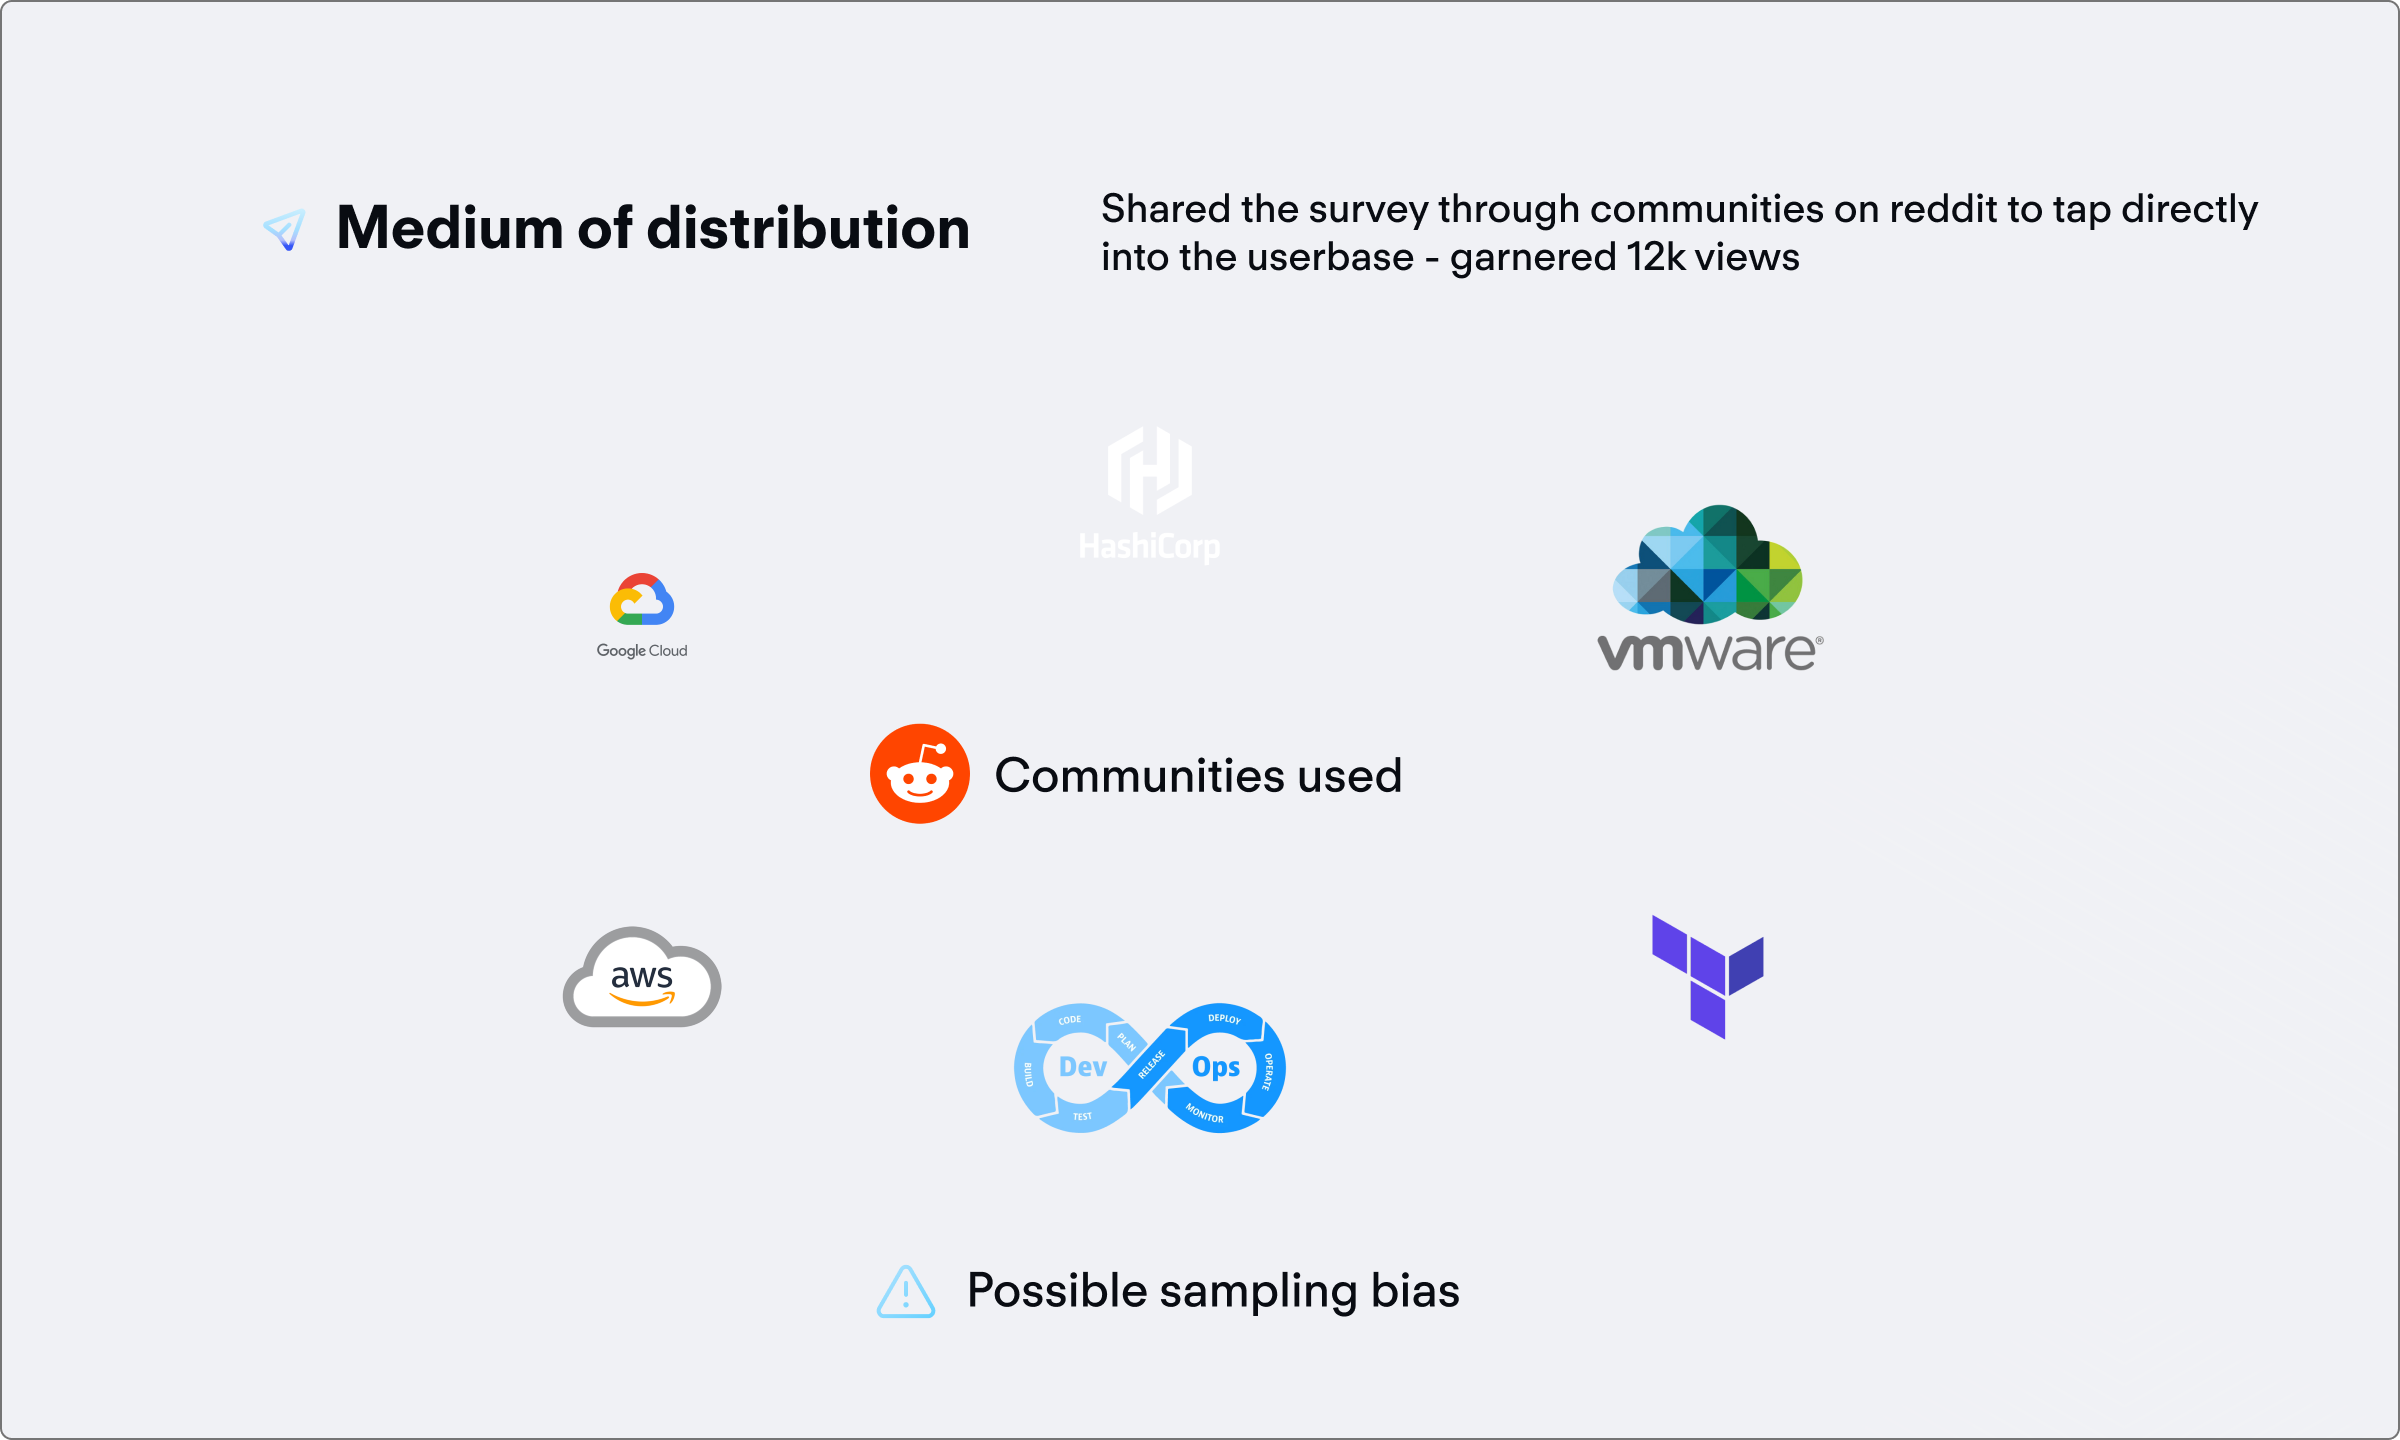 Medium of distribution
Shared the survey through communities on reddit to tap directly
into the userbase - garnered 12k views
HashiCorp
vmware®
Google Cloud
Communities used
aws
CODE
PLAN
BUILD
TEST
Dev
RELEASE
DEPLOY
OPERATE
MONITOR
Ops
Possible sampling bias